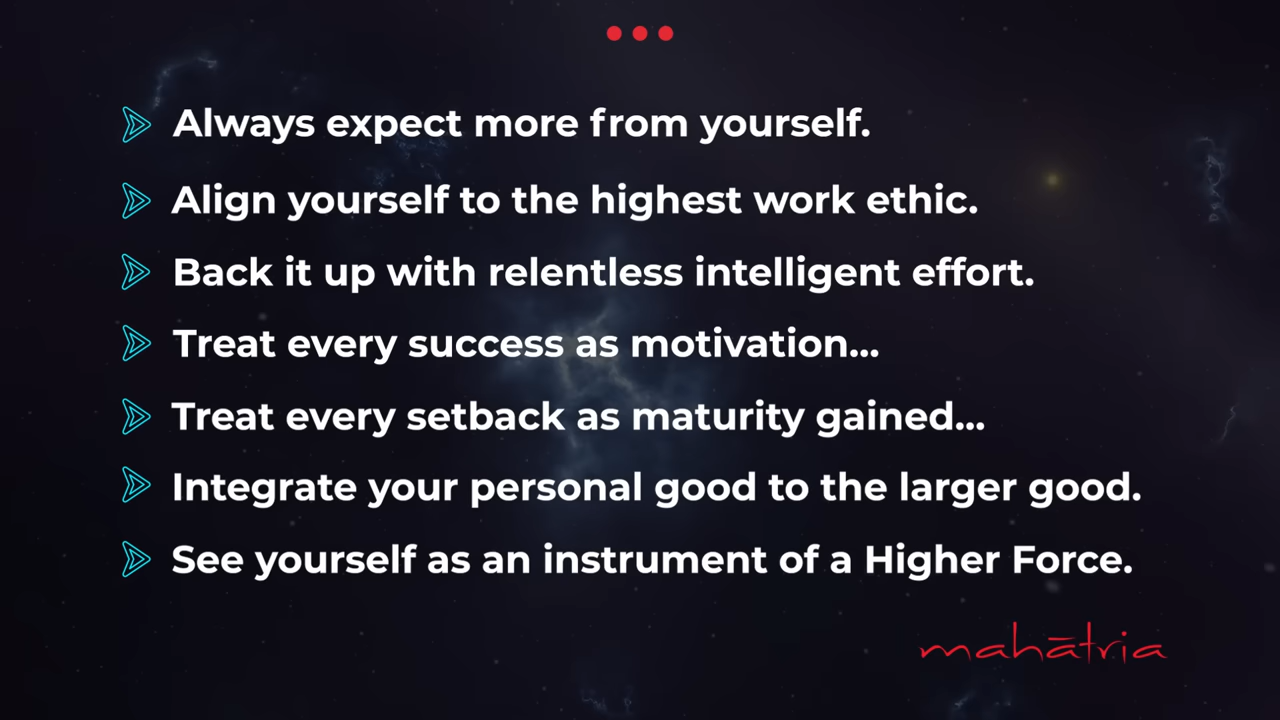 Always expect more from yourself.
Align yourself to the highest work ethic.
Back it up with relentless intelligent effort.
Treat every success as motivation...
Treat every setback as maturity gained...
Integrate your personal good to the larger good.
See yourself as an instrument of a Higher Force.
mahātria